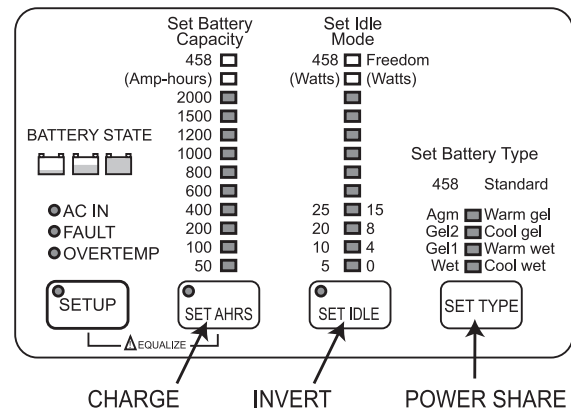 Set Battery
Capacity
458
(Amp-hours)
2000
1500
1200
1000
800
600
400
200
100
50
Set Idle
Mode
458 Freedom
(Watts) (Watts)
25 15
20 8
10 4
5 0
BATTERY STATE
AC IN
FAULT
OVERTEMP
Set Battery Type
458 Standard
Agm Warm gel
Gel2 Cool gel
Gel1 Warm wet
Wet Cool wet
SETUP
SET AHRS
SET IDLE
SET TYPE
EQUALIZE
CHARGE
INVERT
POWER SHARE